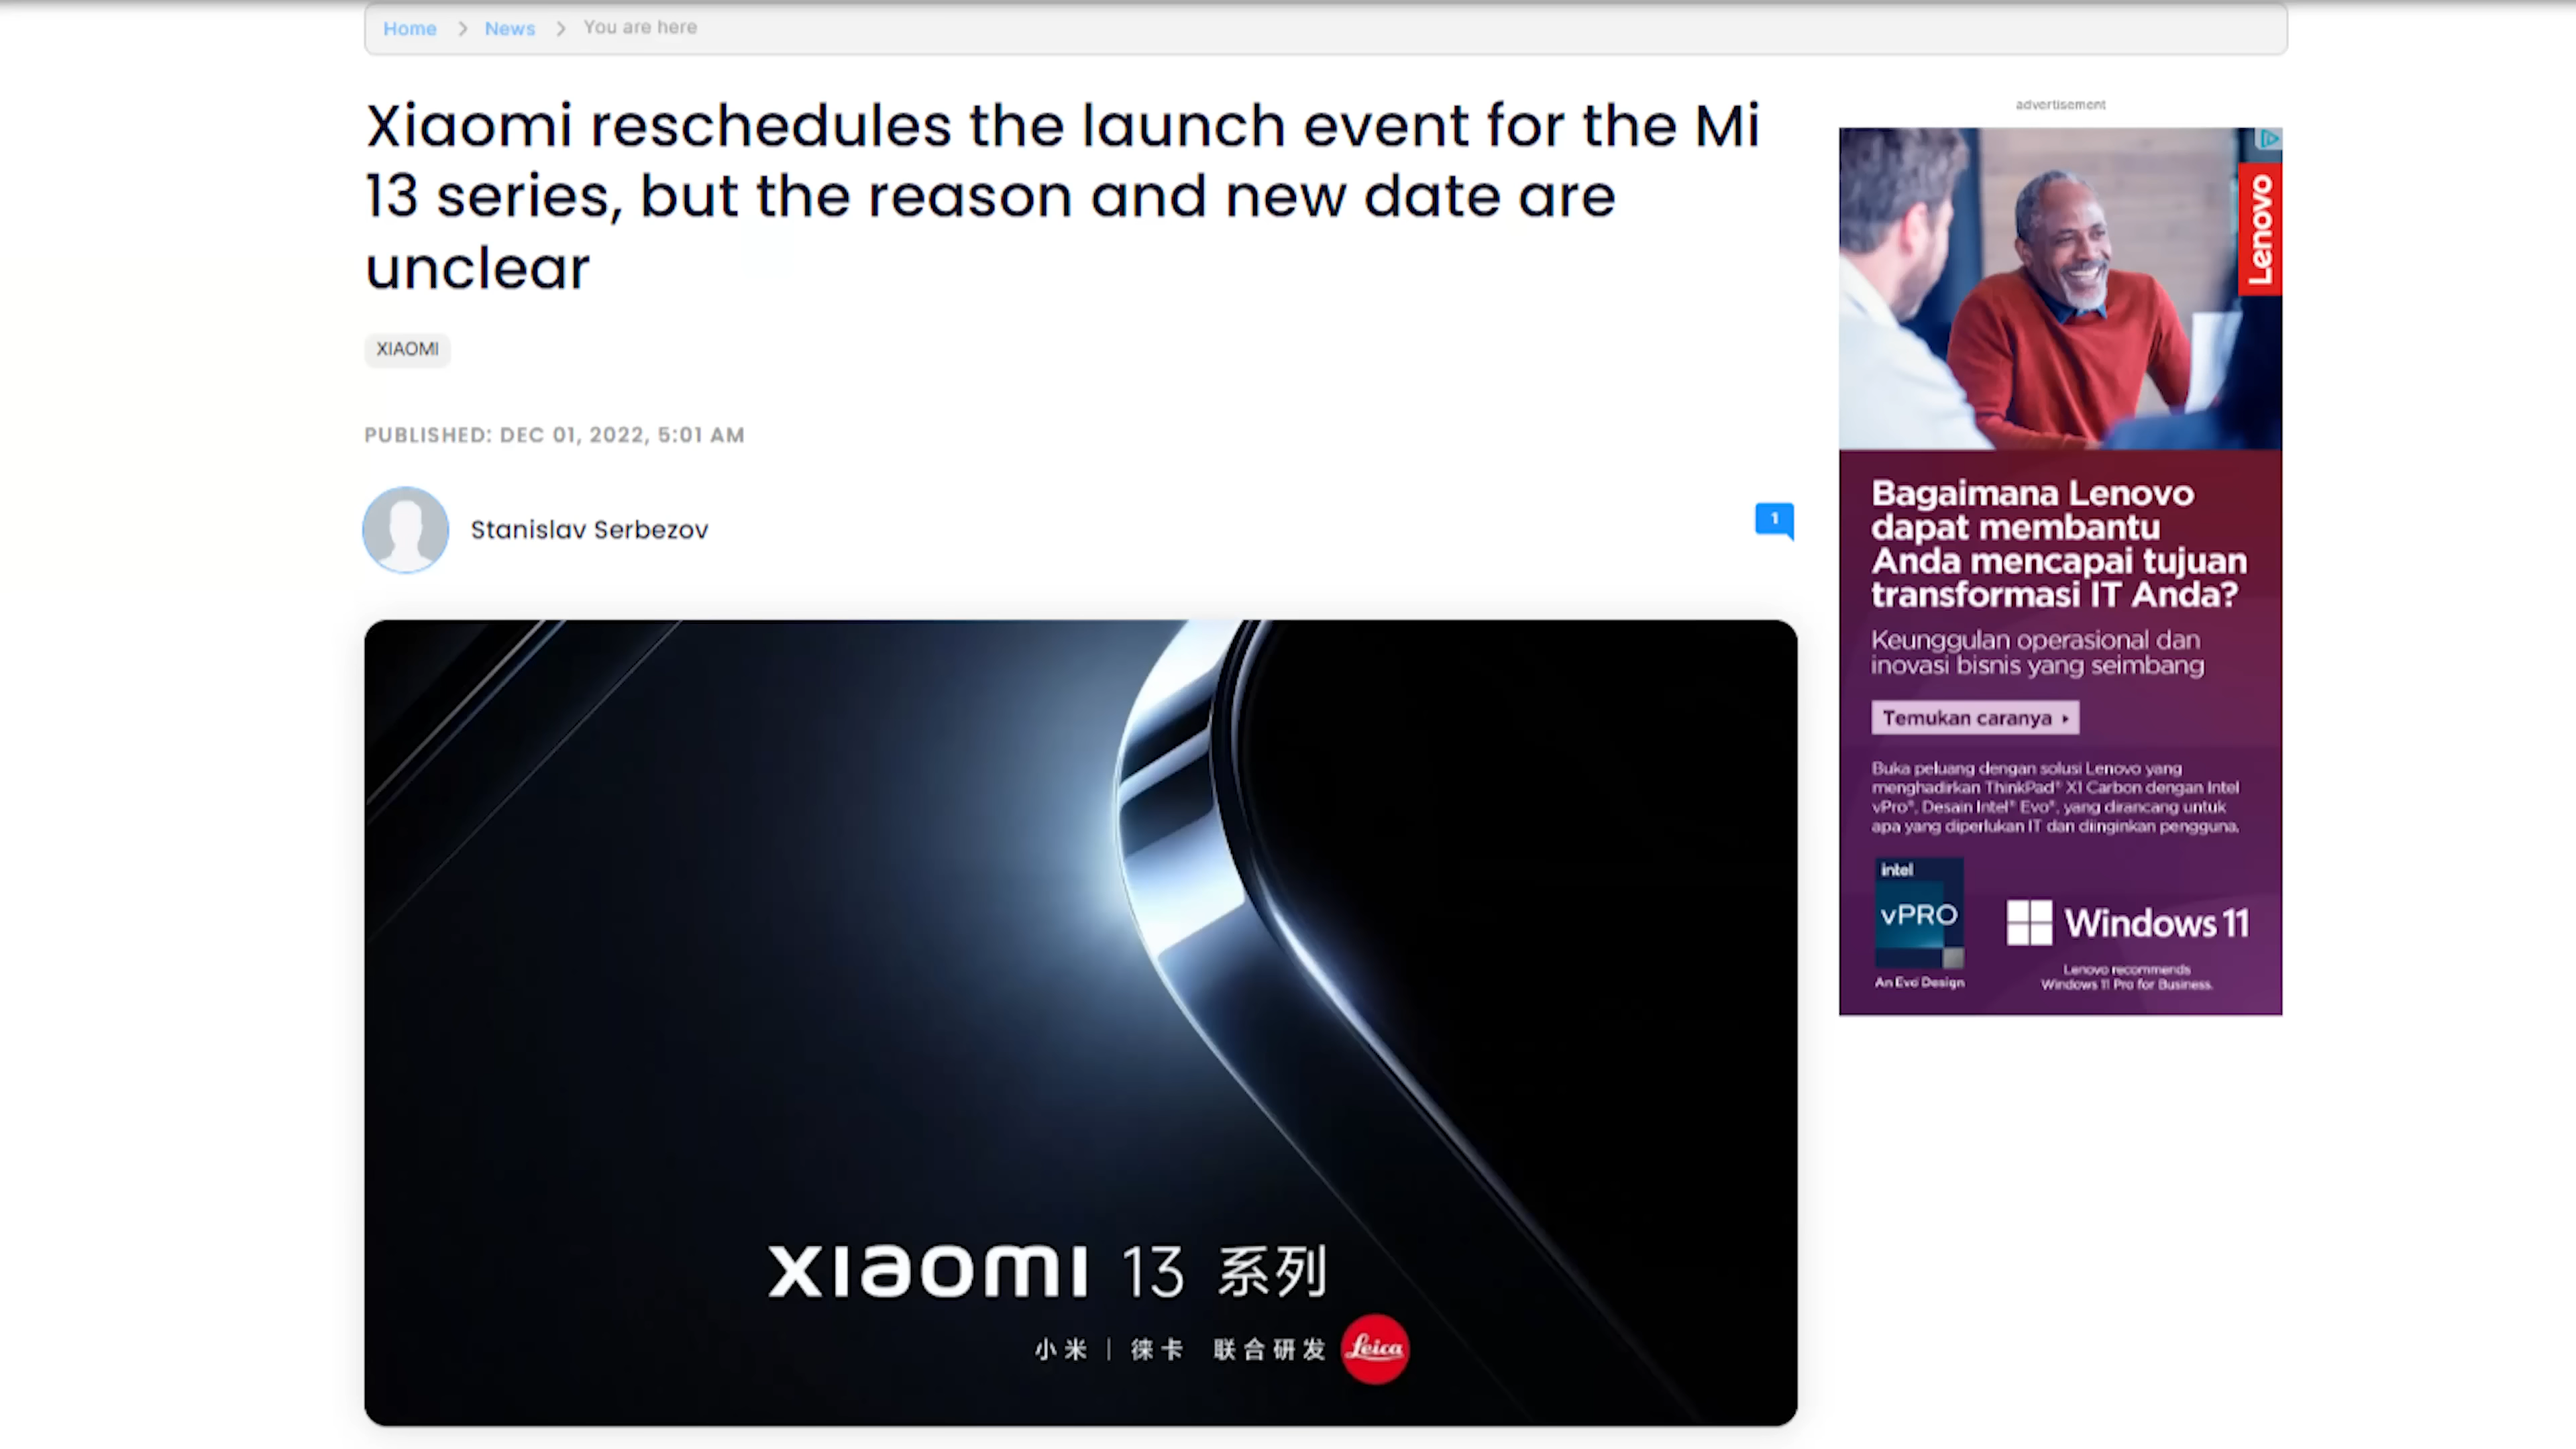 Home > News > You are here
Xiaomi reschedules the launch event for the Mi
13 series, but the reason and new date are
unclear
XIAOMI
PUBLISHED: DEC 01, 2022, 5:01 AM
Stanislav Serbezov
1
xiaomi 13 系列
小米 | 徕卡 联合研发 Leica
advertisement
Lenovo
Bagaimana Lenovo
dapat membantu
Anda mencapai tujuan
transformasi IT Anda?
Keunggulan operasional dan
inovasi bisnis yang seimbang
Temukan caranya
Buka peluang dengan solusi Lenovo yang
menghadirkan ThinkPad® X1 Carbon dengan Intel
vPro®, Desain Intel® Evo®, yang dirancang untuk
apa yang diperlukan IT dan diinginkan pengguna.
intel
vPRO
An Evo Design
Windows 11
Lenovo recommends
Windows 11 Pro for Business.